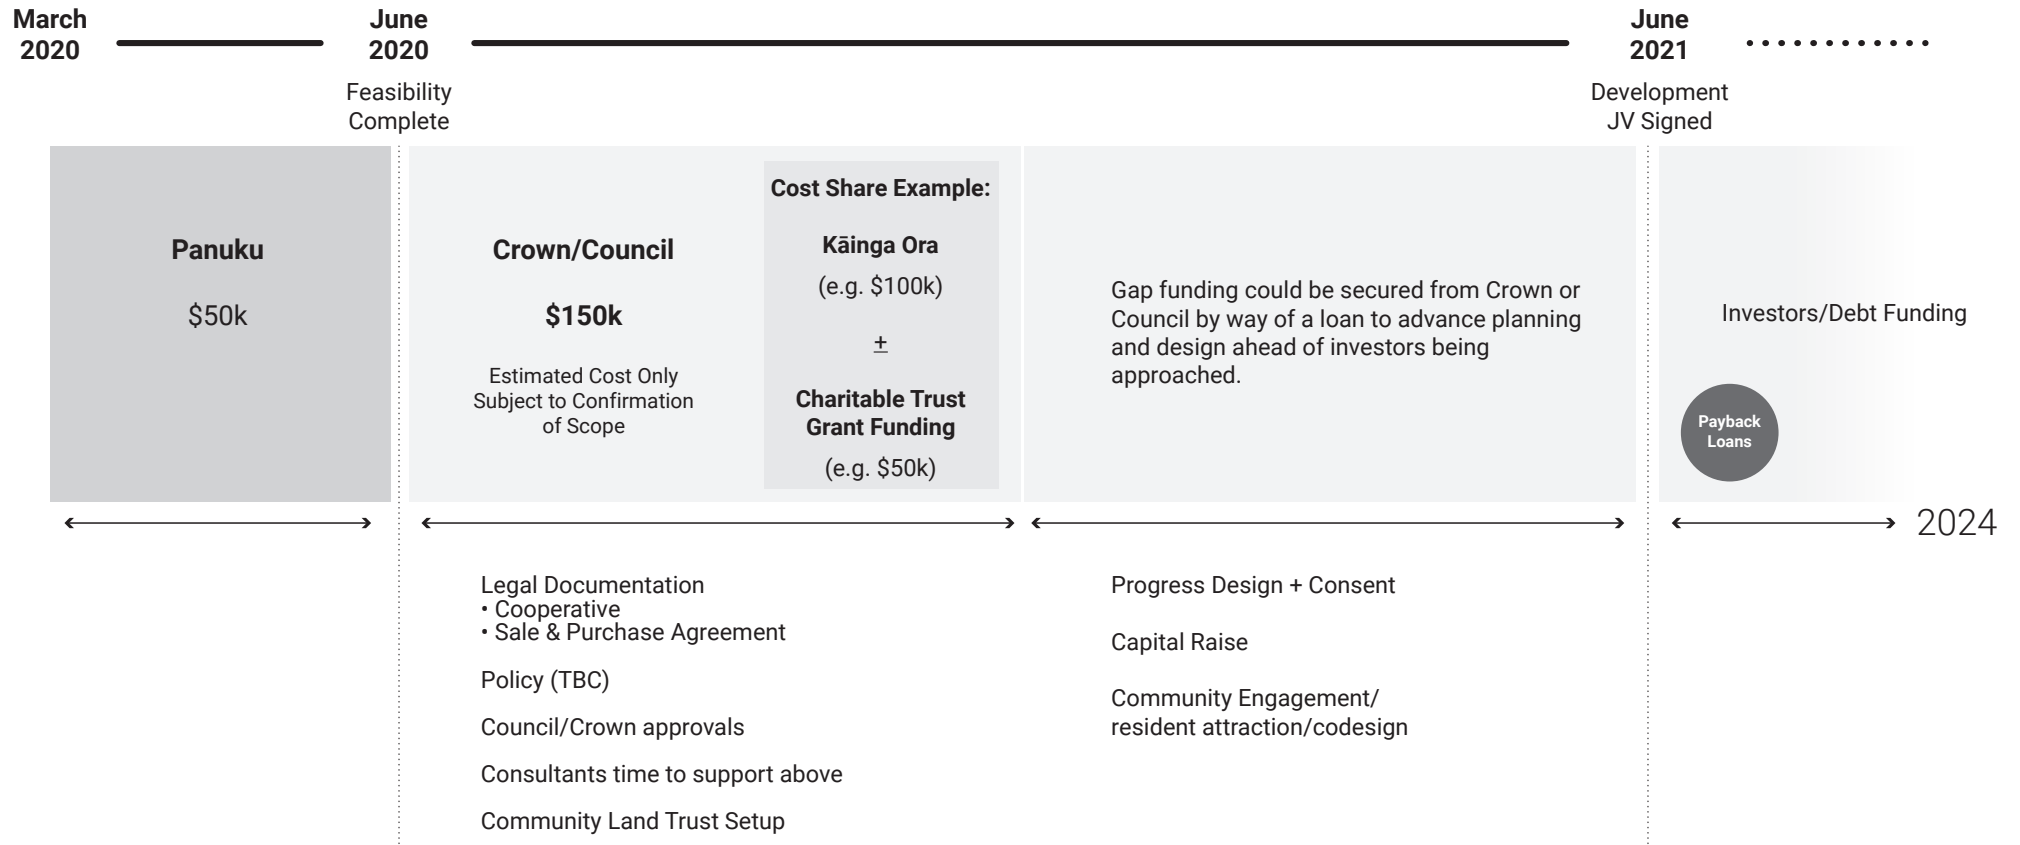 March
2020
June
2020
June
2021
Feasibility
Complete
Development
JV Signed
Panuku
$50k
Crown/Council
$150k
Estimated Cost Only
Subject to Confirmation
of Scope
Cost Share Example:
Kāinga Ora
(e.g. $100k)
+
Charitable Trust
Grant Funding
(e.g. $50k)
Gap funding could be secured from Crown or
Council by way of a loan to advance planning
and design ahead of investors being
approached.
Investors/Debt Funding
Payback
Loans
2024
Legal Documentation
• Cooperative
• Sale & Purchase Agreement
Policy (TBC)
Council/Crown approvals
Consultants time to support above
Community Land Trust Setup
Progress Design + Consent
Capital Raise
Community Engagement/
resident attraction/codesign